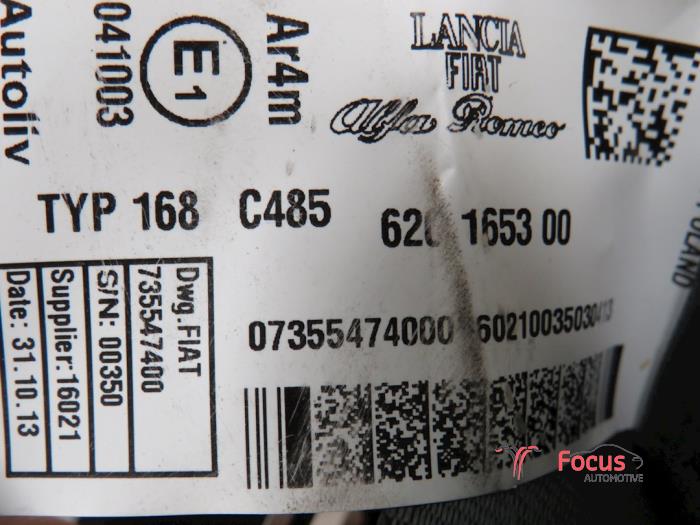 Autoliv
041003
E1
Ar4m
LANCIA
FIAT
Alfa Romeo
TYP 168 C485
1653 00
POLAND
Dwg.FIAT
735547400
S/N: 00350
Supplier:16021
Date: 31.10.13
07355474000
Focus
AUTOMOTIVE